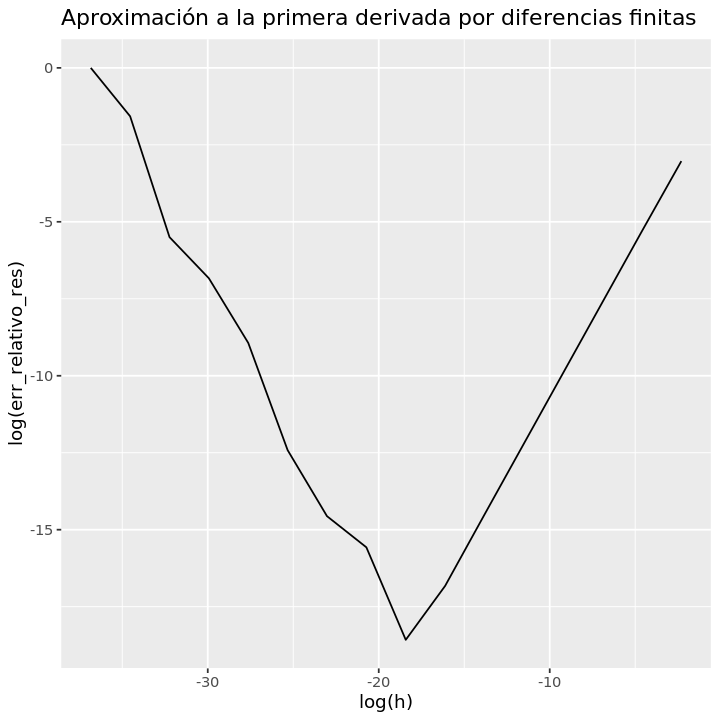 Aproximación a la primera derivada por diferencias finitas
0
-5
-10
-15
log(err_relativo_res)
-30
-20
-10
log(h)